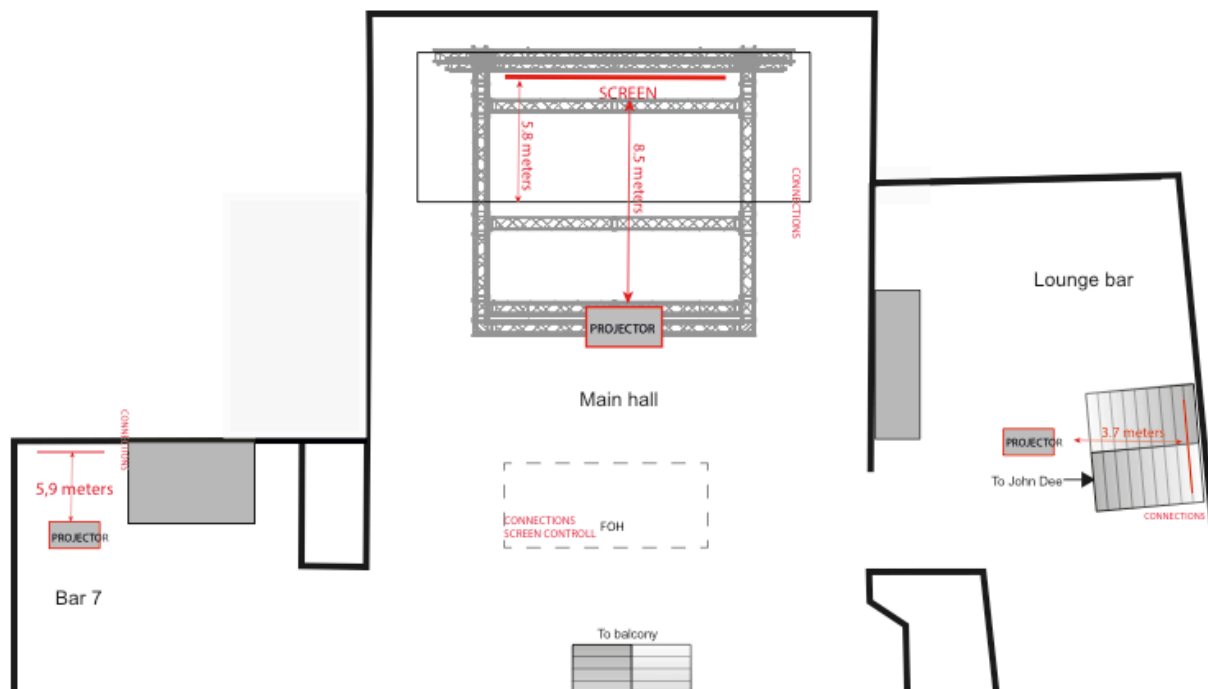 SCREEN
5.8 meters
8.5 meters
CONNECTIONS
PROJECTOR
Main hall
Lounge bar
PROJECTOR
3.7 meters
To John Dee
CONNECTIONS
CONNECTIONS
5,9 meters
PROJECTOR
Bar 7
CONNECTIONS
SCREEN CONTROLL
FOH
To balcony